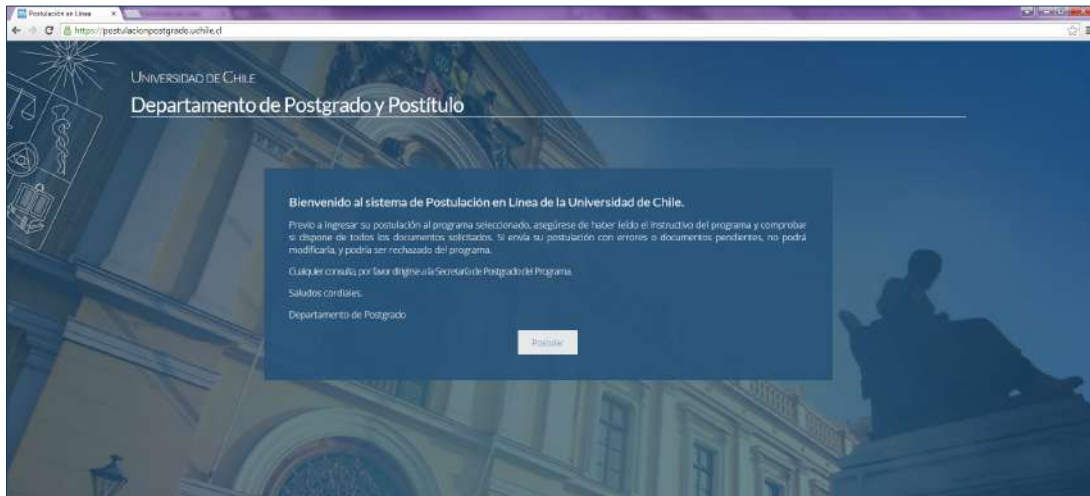 Postulación en Línea
https://postulacionpostgrado.uchile.cl
UNIVERSIDAD DE CHILE
Departamento de Postgrado y Postítulo
Bienvenido al sistema de Postulación en Línea de la Universidad de Chile.
Previo a ingresar su postulación al programa seleccionado, asegúrese de haber leído el instructivo del programa y comprobar
si dispone de todos los documentos solicitados. Si envía su postulación con errores o documentos pendientes, no podrá
modificarla, y podría ser rechazado del programa.
Cualquier consulta, por favor dirigirse a la Secretaría de Postgrado del Programa.
Saludos cordiales.
Departamento de Postgrado
Postular